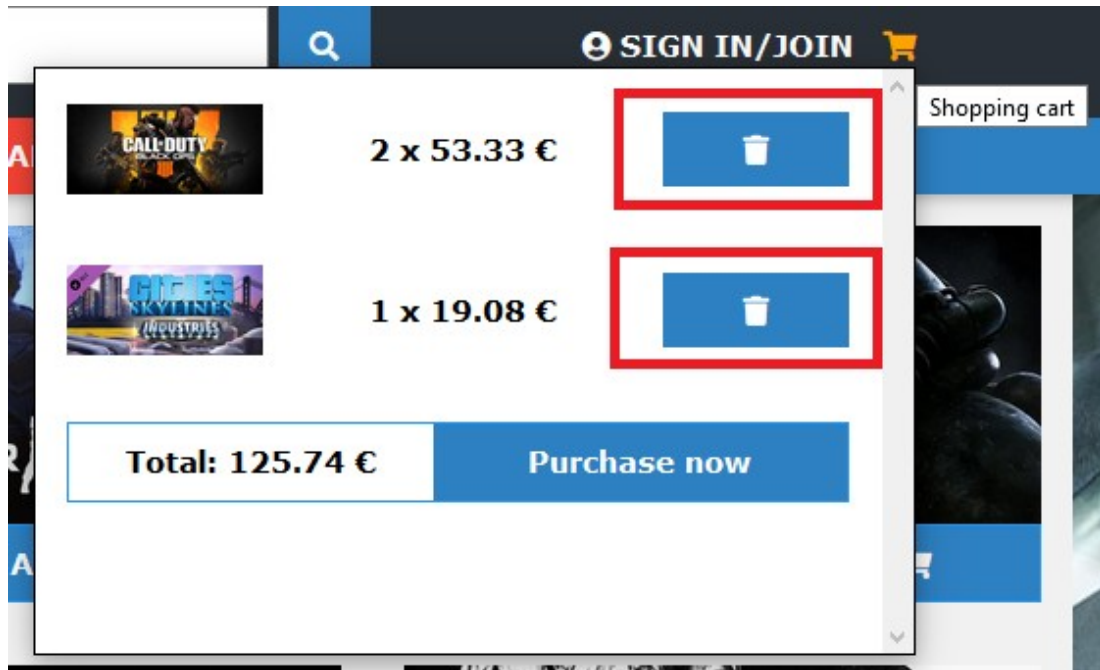 SIGN IN/JOIN
Shopping cart
CALL OF DUTY
BLACK OPS
2 x 53.33 €
CITIES
SKYLINES
INDUSTRIES
1 x 19.08 €
Total: 125.74 €
Purchase now